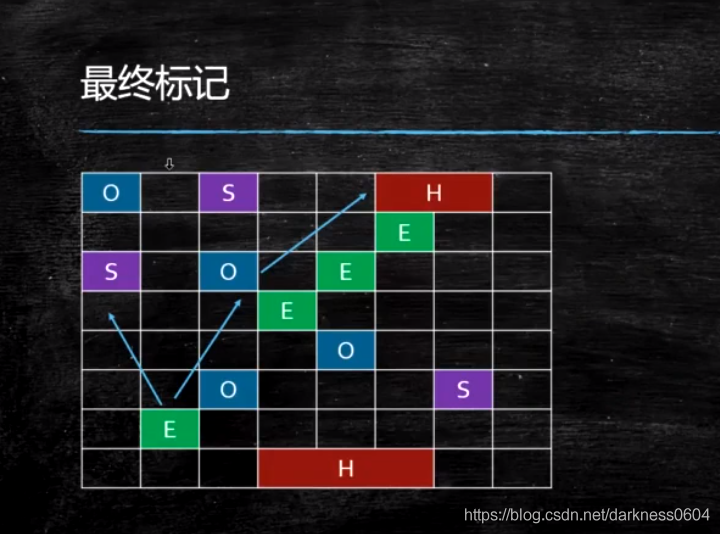 最终标记
O S H
E
S O E
E
O
O S
E
H
https://blog.csdn.net/darkness0604